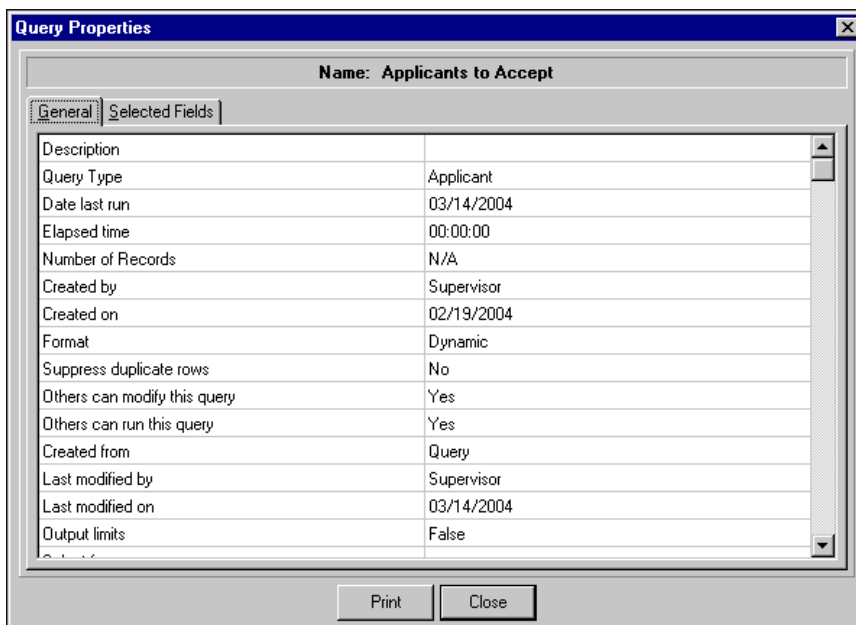 Query Properties
Name: Applicants to Accept
General Selected Fields
Description
Query Type Applicant
Date last run 03/14/2004
Elapsed time 00:00:00
Number of Records N/A
Created by Supervisor
Created on 02/19/2004
Format Dynamic
Suppress duplicate rows No
Others can modify this query Yes
Others can run this query Yes
Created from Query
Last modified by Supervisor
Last modified on 03/14/2004
Output limits False
Print Close